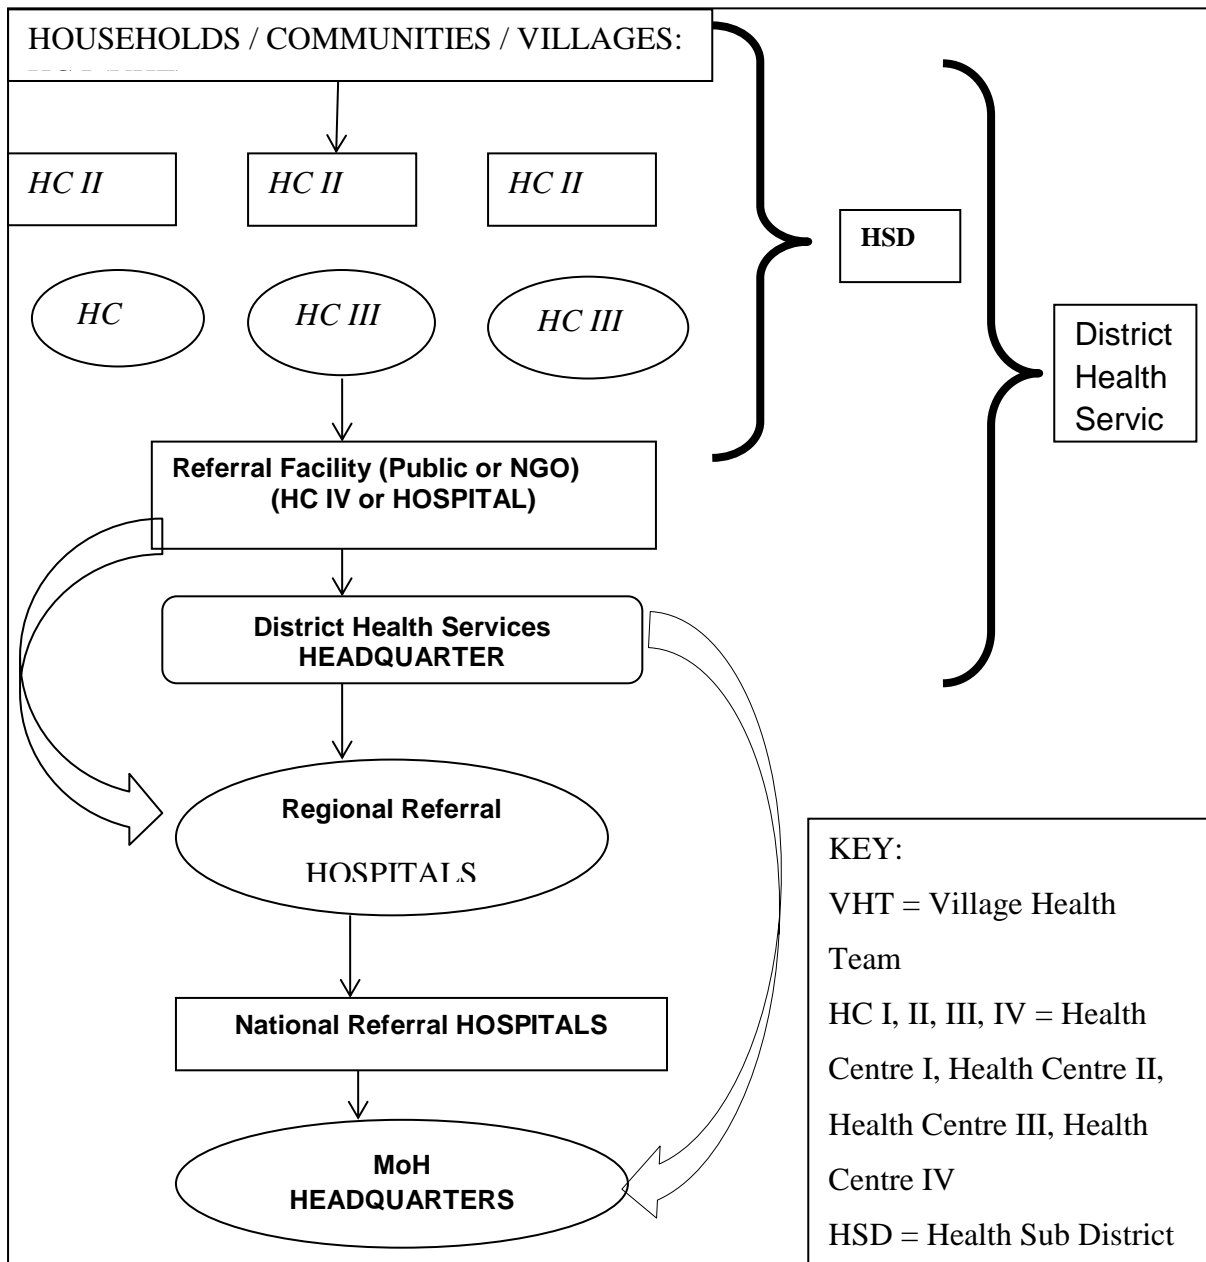 HOUSEHOLDS / COMMUNITIES / VILLAGES:
HC II
HC II
HC II
HSD
HC
HC III
HC III
District
Health
Servic
Referral Facility (Public or NGO)
(HC IV or HOSPITAL)
District Health Services
HEADQUARTER
Regional Referral
HOSPITALS
National Referral HOSPITALS
MoH
HEADQUARTERS
KEY:
VHT = Village Health
Team
HC I, II, III, IV = Health
Centre I, Health Centre II,
Health Centre III, Health
Centre IV
HSD = Health Sub District